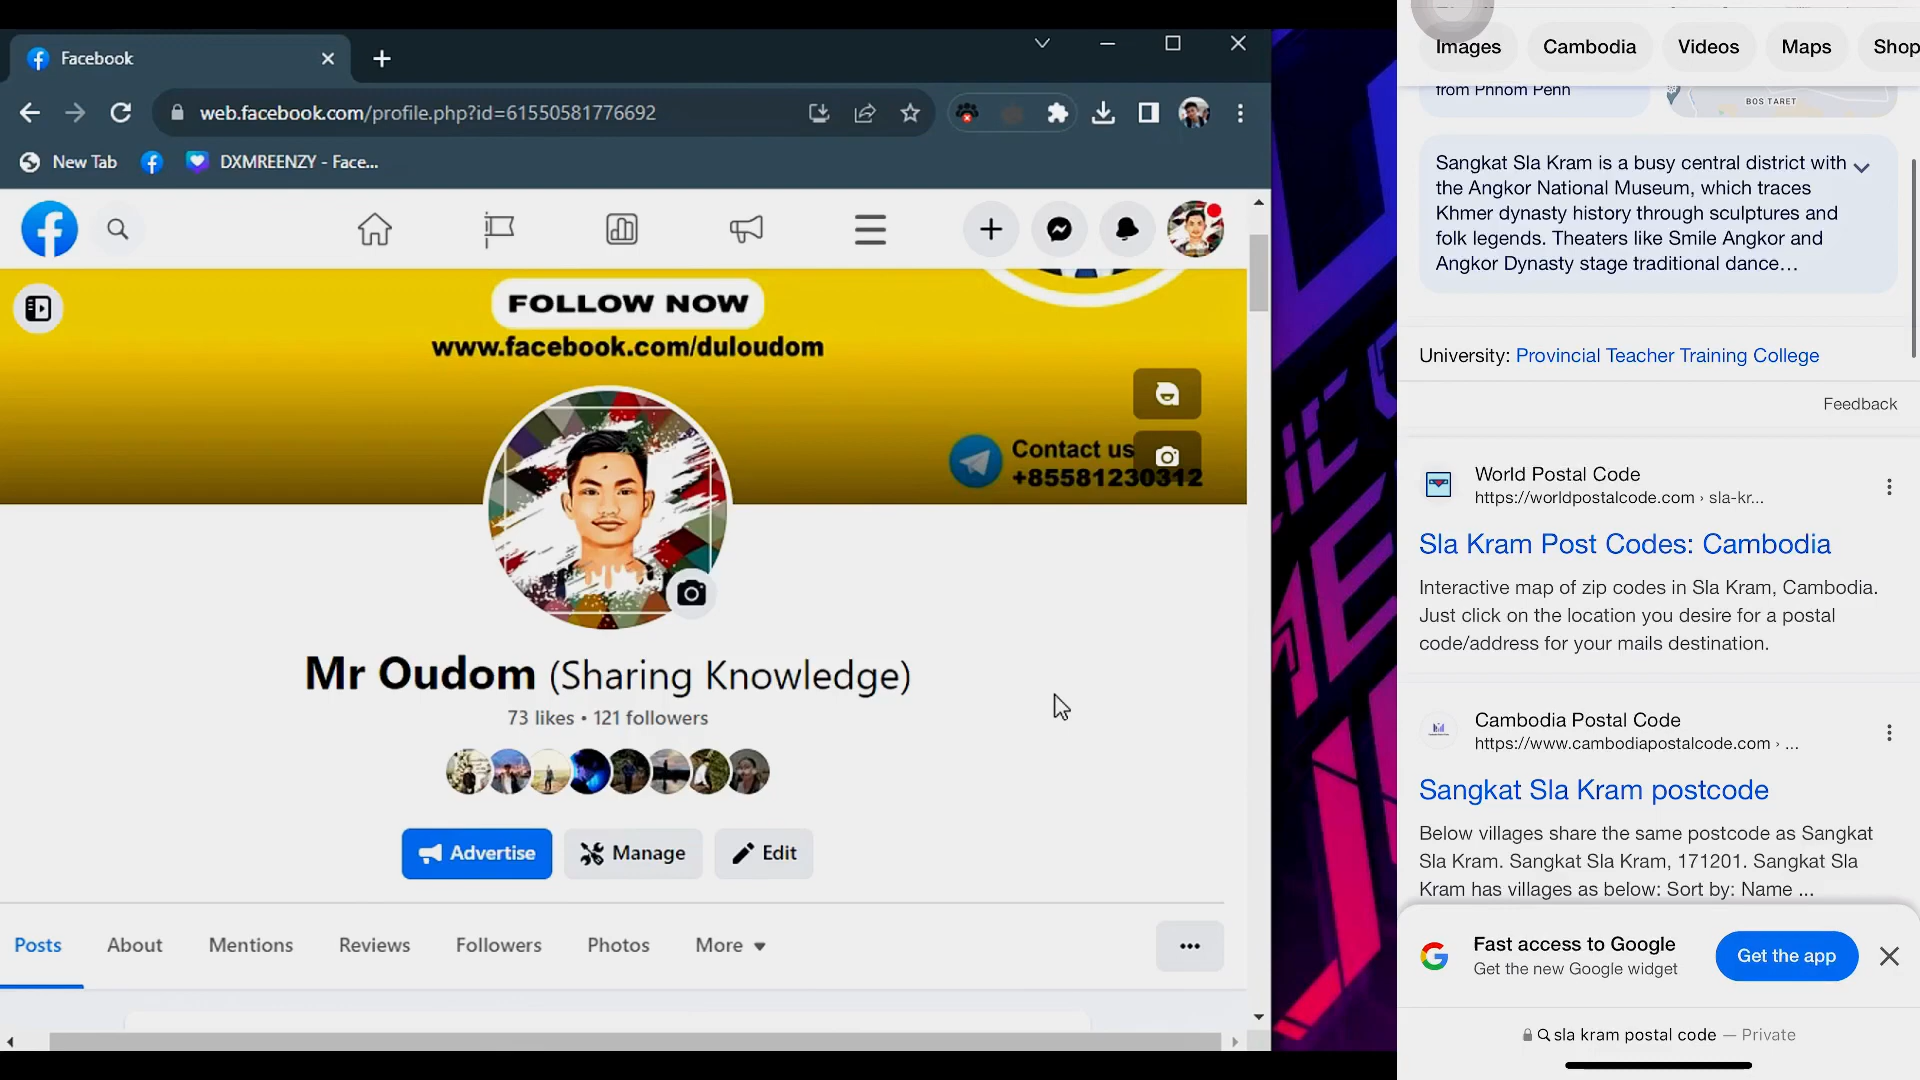 Facebook
web.facebook.com/profile.php?id=61550581776692
New Tab
DXMREENZY - Face...
FOLLOW NOW
www.facebook.com/duloudom
Contact us
+85581230312
Mr Oudom (Sharing Knowledge)
73 likes • 121 followers
Advertise
Manage
Edit
Posts
About
Mentions
Reviews
Followers
Photos
More
Images
Cambodia
Videos
Maps
Shop
from Phnom Penh
BOS TARET
Sangkat Sla Kram is a busy central district with
the Angkor National Museum, which traces
Khmer dynasty history through sculptures and
folk legends. Theaters like Smile Angkor and
Angkor Dynasty stage traditional dance...
University: Provincial Teacher Training College
Feedback
World Postal Code
https://worldpostalcode.com › sla-kr...
Sla Kram Post Codes: Cambodia
Interactive map of zip codes in Sla Kram, Cambodia.
Just click on the location you desire for a postal
code/address for your mails destination.
Cambodia Postal Code
https://www.cambodiapostalcode.com › ...
Sangkat Sla Kram postcode
Below villages share the same postcode as Sangkat
Sla Kram. Sangkat Sla Kram, 171201. Sangkat Sla
Kram has villages as below: Sort by: Name ...
Fast access to Google
Get the new Google widget
Get the app
sla kram postal code — Private